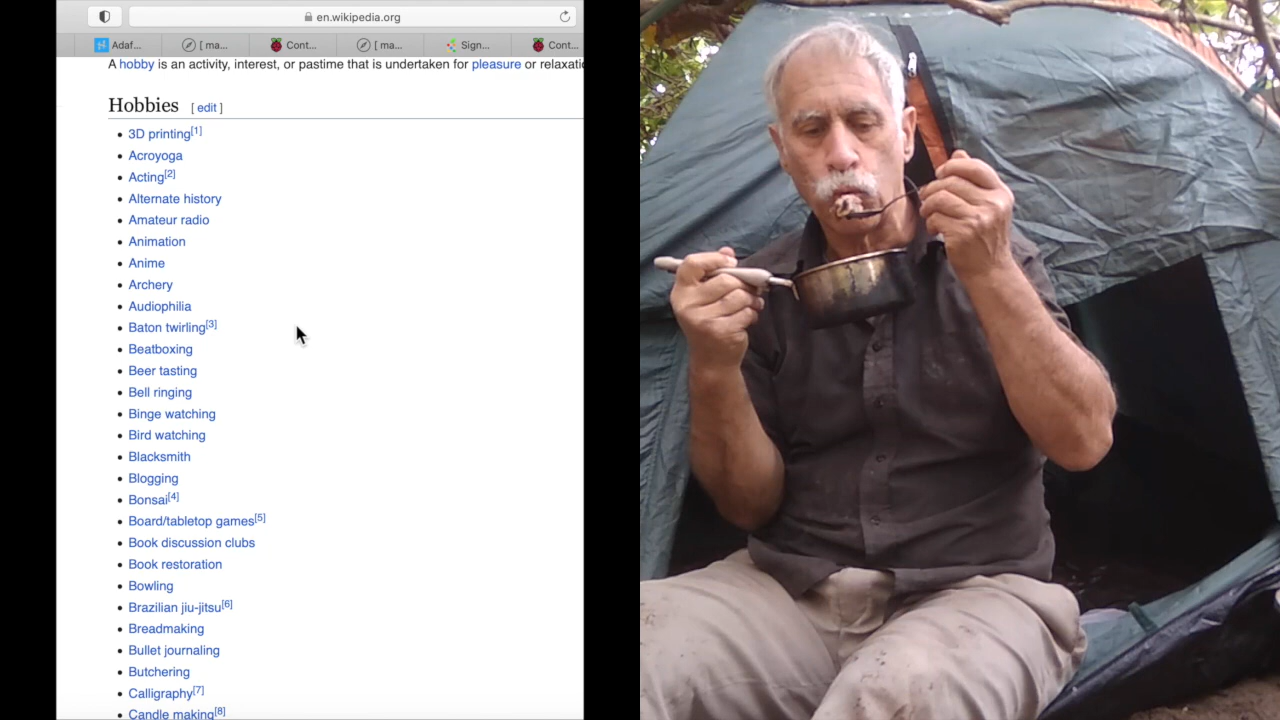 en.wikipedia.org
Adaf... [ ma... Cont... [ ma... Sign... Cont...
A hobby is an activity, interest, or pastime that is undertaken for pleasure or
Hobbies [ edit ]
3D printing[1]
Acroyoga
Acting[2]
Alternate history
Amateur radio
Animation
Anime
Archery
Audiophilia
Baton twirling[3]
Beatboxing
Beer tasting
Bell ringing
Binge watching
Bird watching
Blacksmith
Blogging
Bonsai[4]
Board/tabletop games[5]
Book discussion clubs
Book restoration
Bowling
Brazilian jiu-jitsu[6]
Breadmaking
Bullet journaling
Butchering
Calligraphy[7]
Candle making[8]